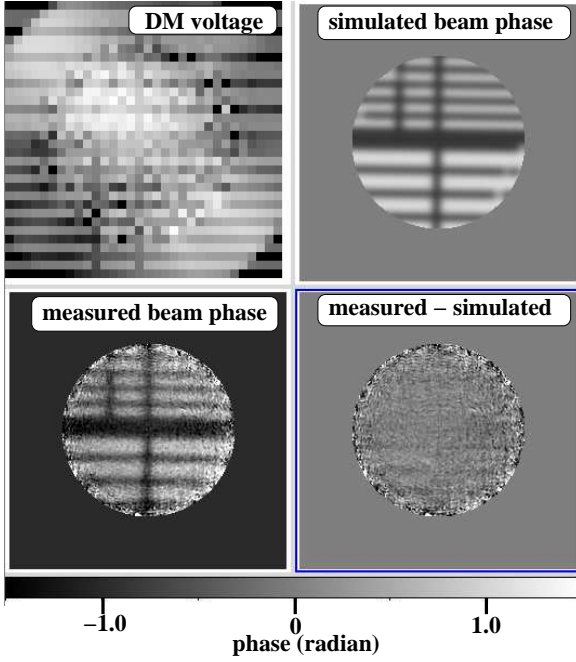 DM voltage
simulated beam phase
measured beam phase
measured − simulated
−1.0
0
1.0
phase (radian)